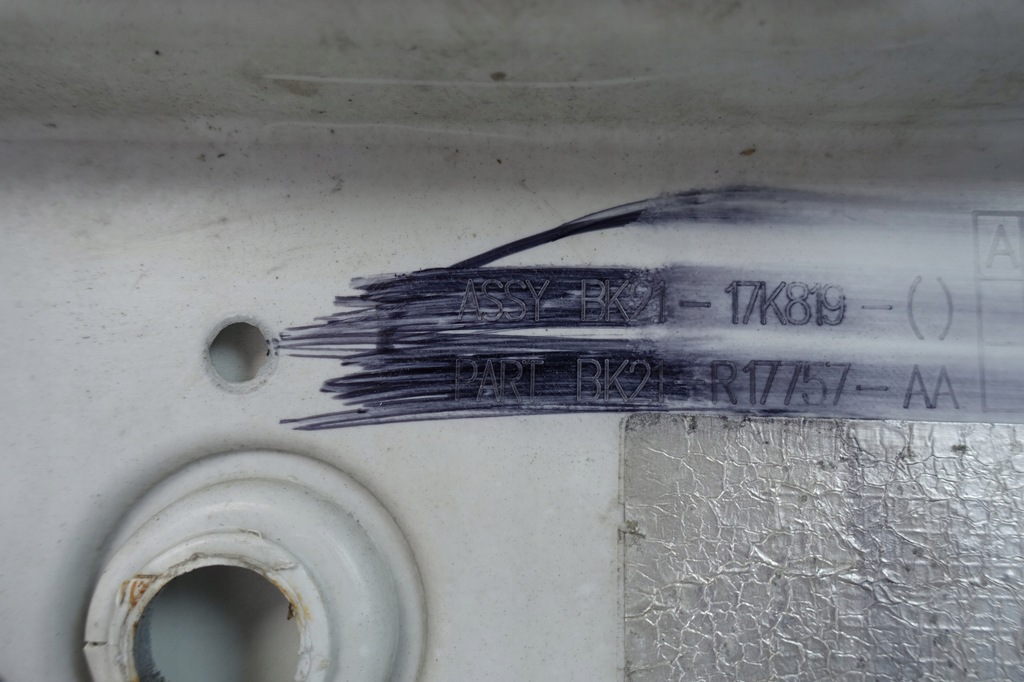 A
ASSY BK21-17K819-( )
PART BK21-R17757-AA